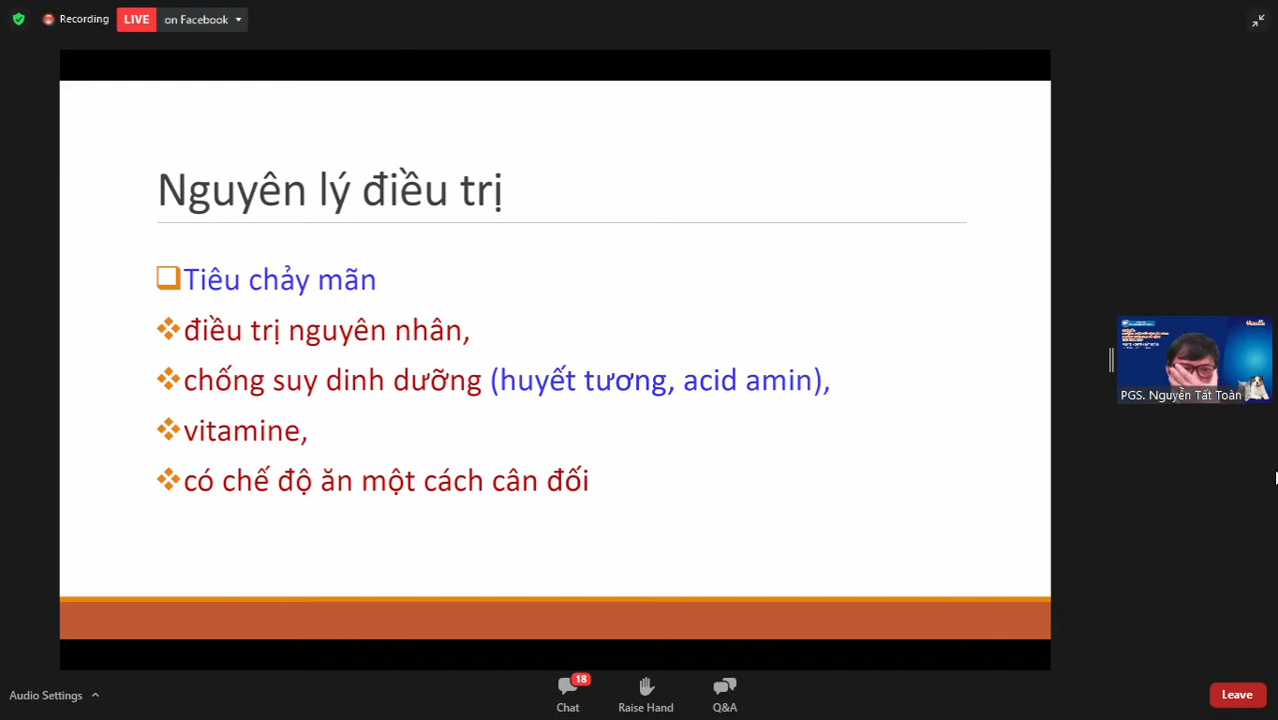 Recording
LIVE on Facebook
Nguyên lý điều trị
Tiêu chảy mãn
điều trị nguyên nhân,
chống suy dinh dưỡng (huyết tương, acid amin),
vitamine,
có chế độ ăn một cách cân đối
PGS. Nguyễn Tất Toàn
Audio Settings
18
Chat
Raise Hand
Q&A
Leave